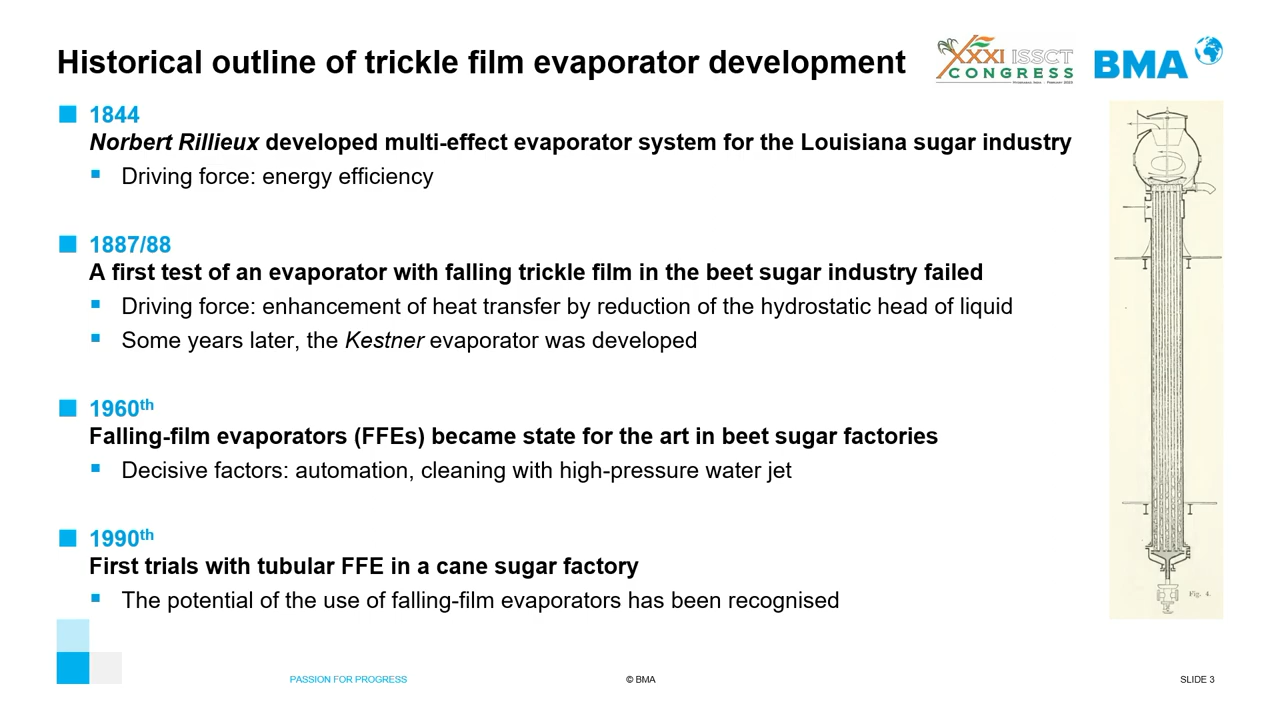 Historical outline of trickle film evaporator development
XXXI ISSCT
CONGRESS
BMA
1844
Norbert Rillieux developed multi-effect evaporator system for the Louisiana sugar industry
Driving force: energy efficiency
1887/88
A first test of an evaporator with falling trickle film in the beet sugar industry failed
Driving force: enhancement of heat transfer by reduction of the hydrostatic head of liquid
Some years later, the Kestner evaporator was developed
1960th
Falling-film evaporators (FFEs) became state for the art in beet sugar factories
Decisive factors: automation, cleaning with high-pressure water jet
1990th
First trials with tubular FFE in a cane sugar factory
The potential of the use of falling-film evaporators has been recognised
Fig. 4.
PASSION FOR PROGRESS
© BMA
SLIDE 3